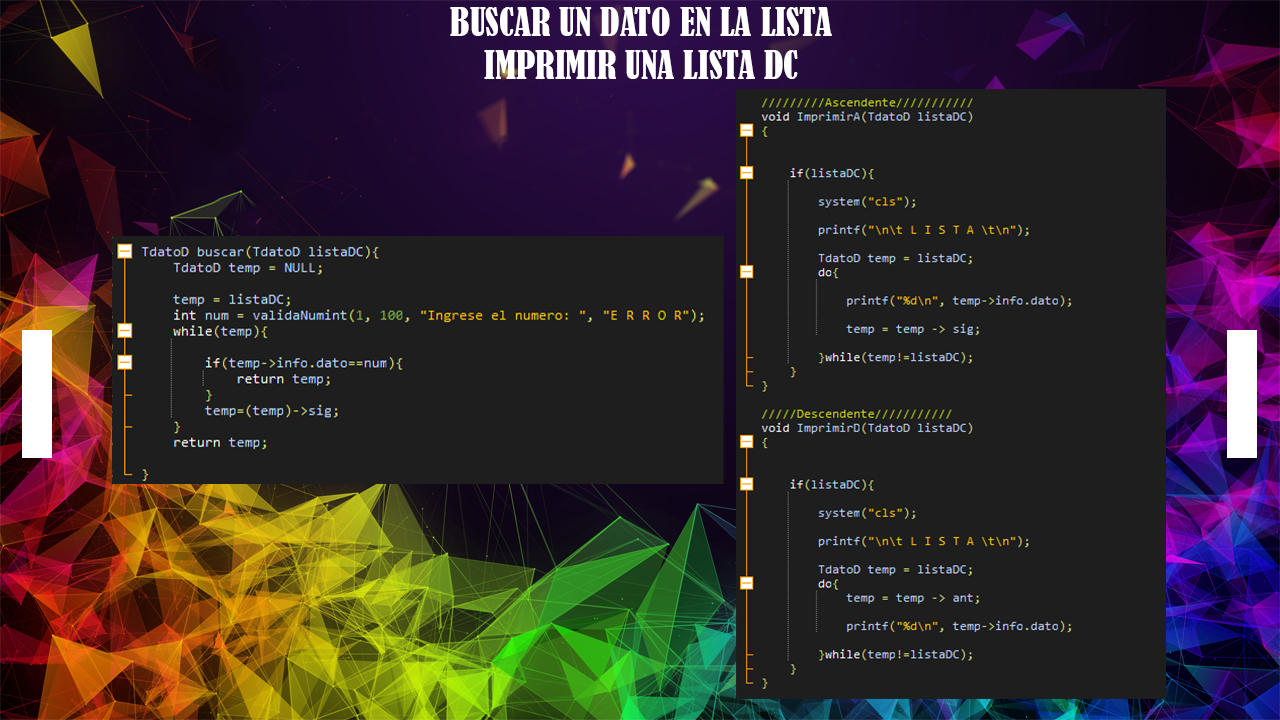 BUSCAR UN DATO EN LA LISTA
IMPRIMIR UNA LISTA DC
TdatoD buscar(TdatoD listaDC){
TdatoD temp = NULL;
temp = listaDC;
int num = validaNumint(1, 100, "Ingrese el numero: ", "E R R O R");
while(temp){
if(temp->info.dato==num){
return temp;
}
temp=(temp)->sig;
}
return temp;
}
/////////Ascendente///////////
void ImprimirA(TdatoD listaDC)
{
if(listaDC){
system("cls");
printf("\n\t L I S T A \t\n");
TdatoD temp = listaDC;
do{
printf("%d\n", temp->info.dato);
temp = temp -> sig;
}while(temp!=listaDC);
}
}
/////Descendente///////////
void ImprimirD(TdatoD listaDC)
{
if(listaDC){
system("cls");
printf("\n\t L I S T A \t\n");
TdatoD temp = listaDC;
do{
temp = temp -> ant;
printf("%d\n", temp->info.dato);
}while(temp!=listaDC);
}
}